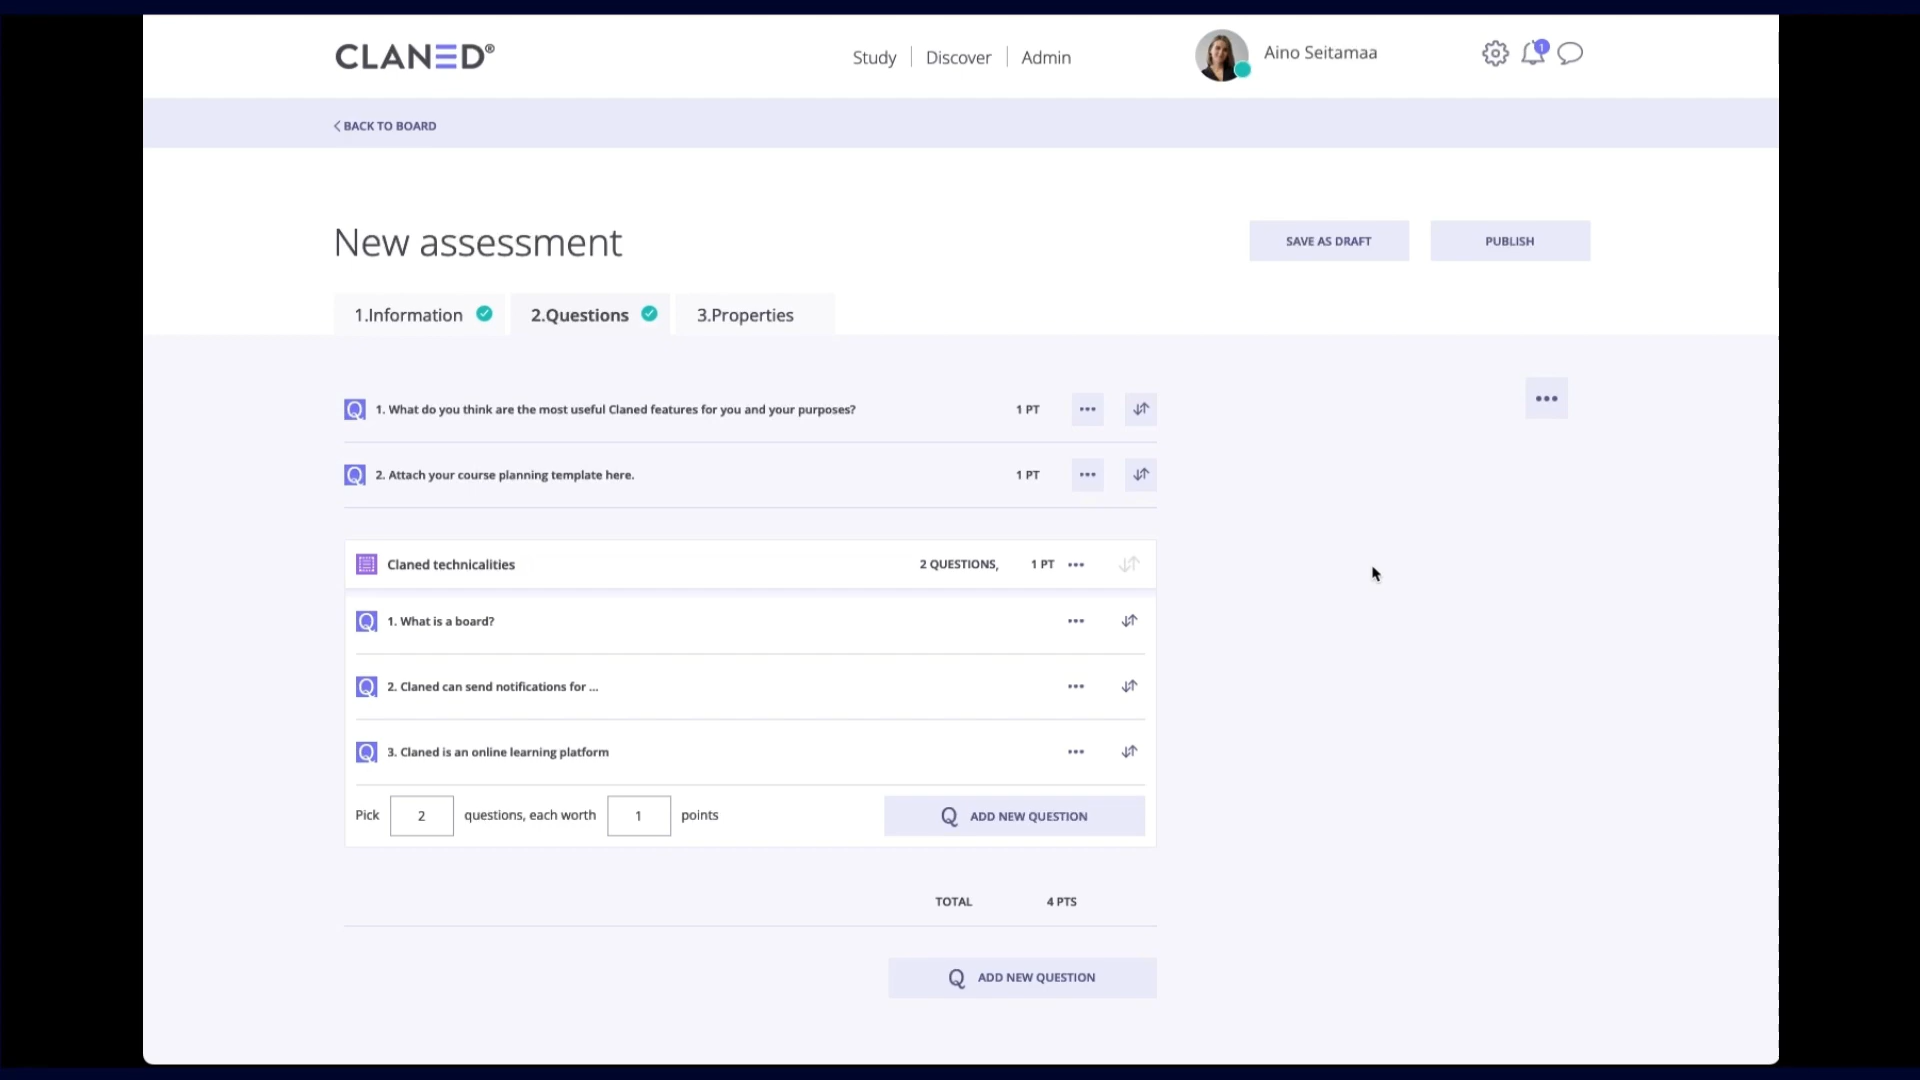 CLANED®
Study Discover Admin
Aino Seitamaa
1
BACK TO BOARD
New assessment
SAVE AS DRAFT
PUBLISH
1.Information
2.Questions
3.Properties
Q 1. What do you think are the most useful Claned features for you and your purposes? 1 PT
Q 2. Attach your course planning template here. 1 PT
Claned technicalities 2 QUESTIONS, 1 PT
Q 1. What is a board?
Q 2. Claned can send notifications for ...
Q 3. Claned is an online learning platform
Pick 2 questions, each worth 1 points
Q ADD NEW QUESTION
TOTAL 4 PTS
Q ADD NEW QUESTION